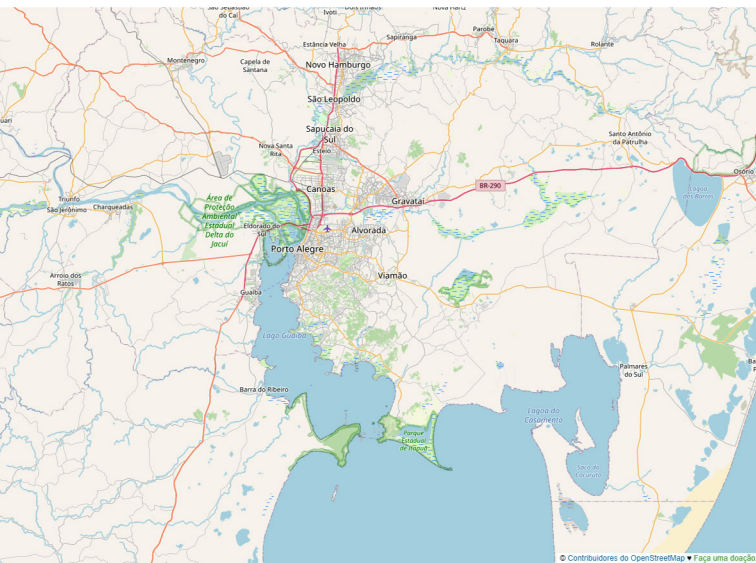 São Sebastião
do Caí
Ivoti
Nova Hartz
Parobé
Sapiranga
Taquara
Estância Velha
Rolante
Montenegro
Capela de
Santana
Novo Hamburgo
São Leopoldo
Sapucaia do
Sul
Santo Antônio
da Patrulha
Nova Santa
Rita
Esteio
Osório
BR-290
Canoas
Lagoa
dos Barros
Triunfo
São Jerônimo
Charqueadas
Área de
Proteção
Ambiental
Estadual
Delta do
Jacuí
Gravataí
Eldorado do
Sul
Alvorada
Porto Alegre
Arroio dos
Ratos
Viamão
Guaíba
Lago Guaíba
Palmares
do Sul
Barra do Ribeiro
Lagoa do
Casamento
Parque
Estadual
de Itapuã
Saco do
Cocuruto
© Contribuidores do OpenStreetMap ♥ Faça uma doação